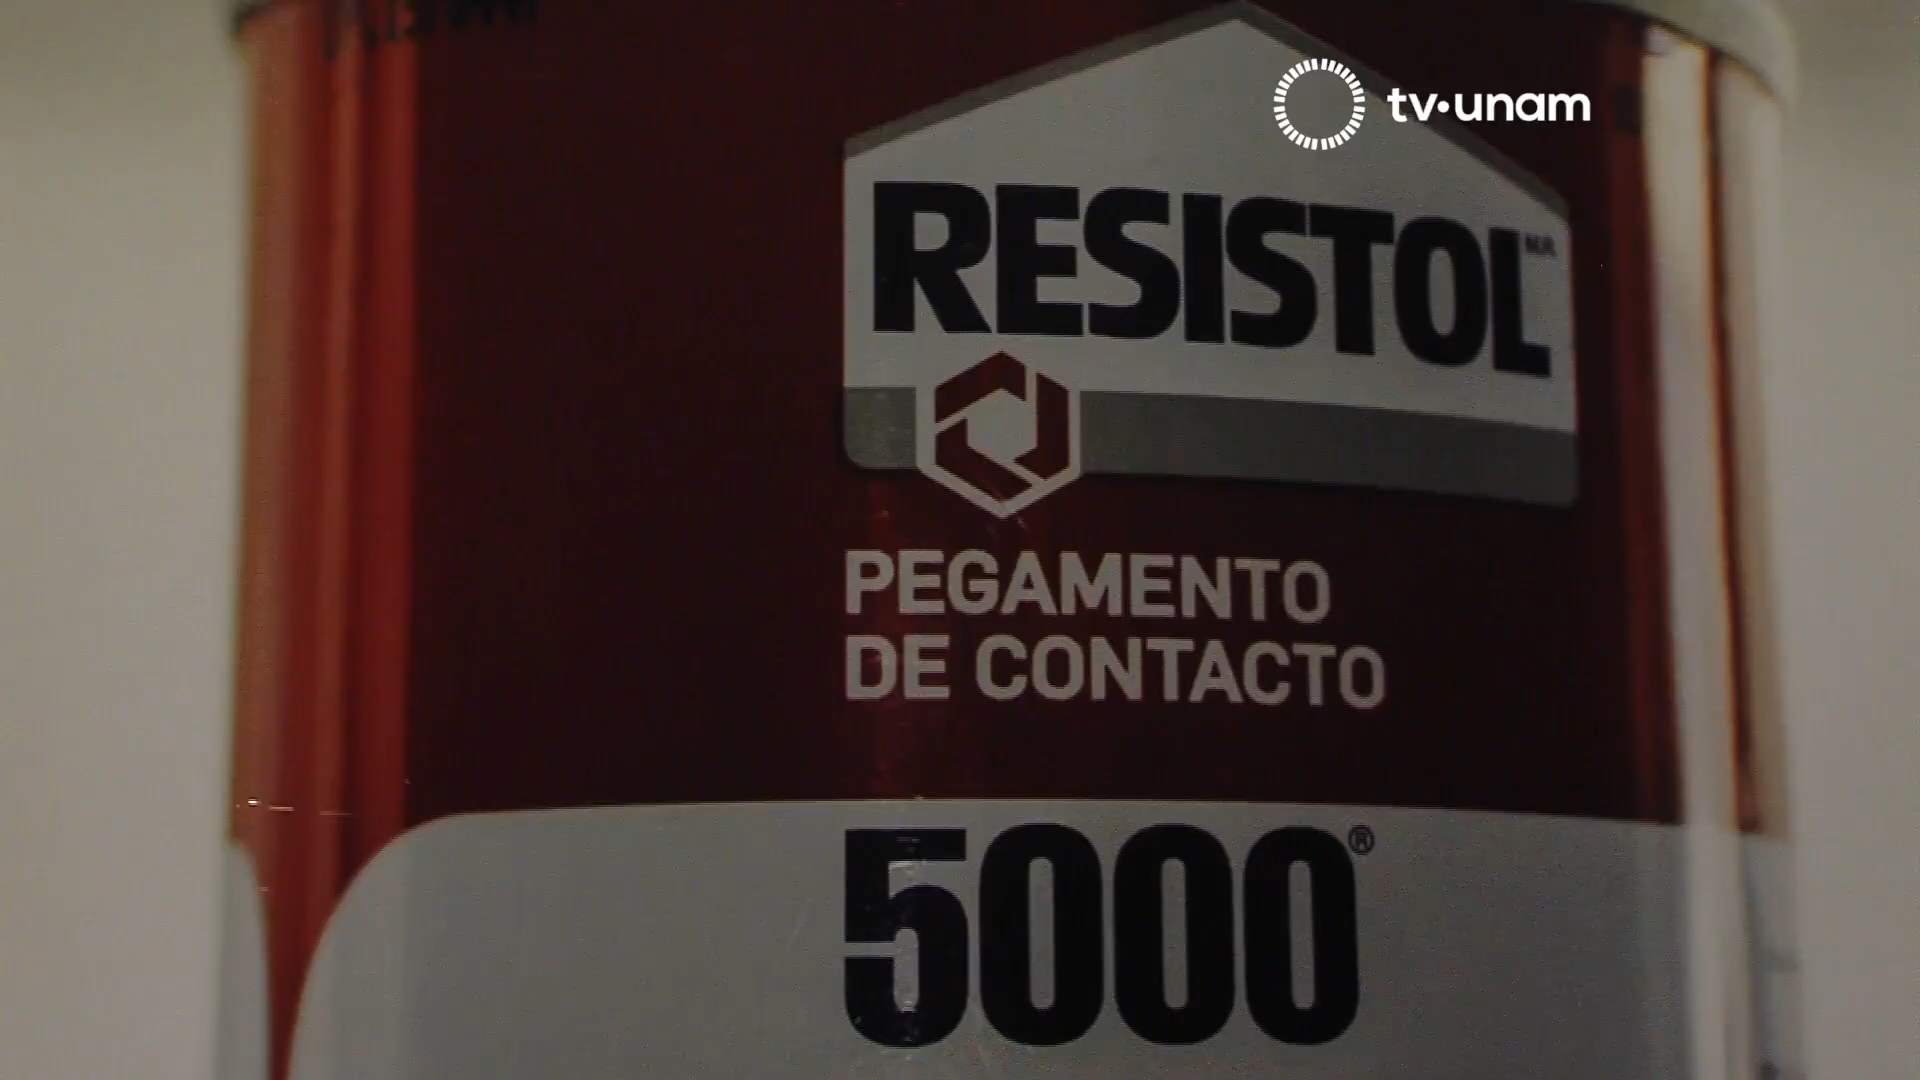 tv·unam
RESISTOL MR
PEGAMENTO
DE CONTACTO
5000®